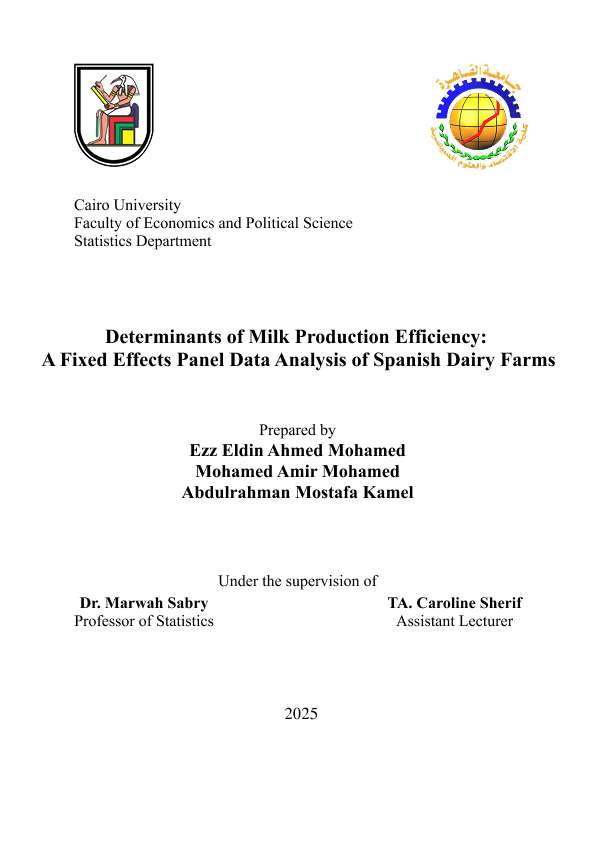 جامعة القاهرة
كلية الاقتصاد والعلوم السياسية
Cairo University
Faculty of Economics and Political Science
Statistics Department
Determinants of Milk Production Efficiency:
A Fixed Effects Panel Data Analysis of Spanish Dairy Farms
Prepared by
Ezz Eldin Ahmed Mohamed
Mohamed Amir Mohamed
Abdulrahman Mostafa Kamel
Under the supervision of
Dr. Marwah Sabry
Professor of Statistics
TA. Caroline Sherif
Assistant Lecturer
2025